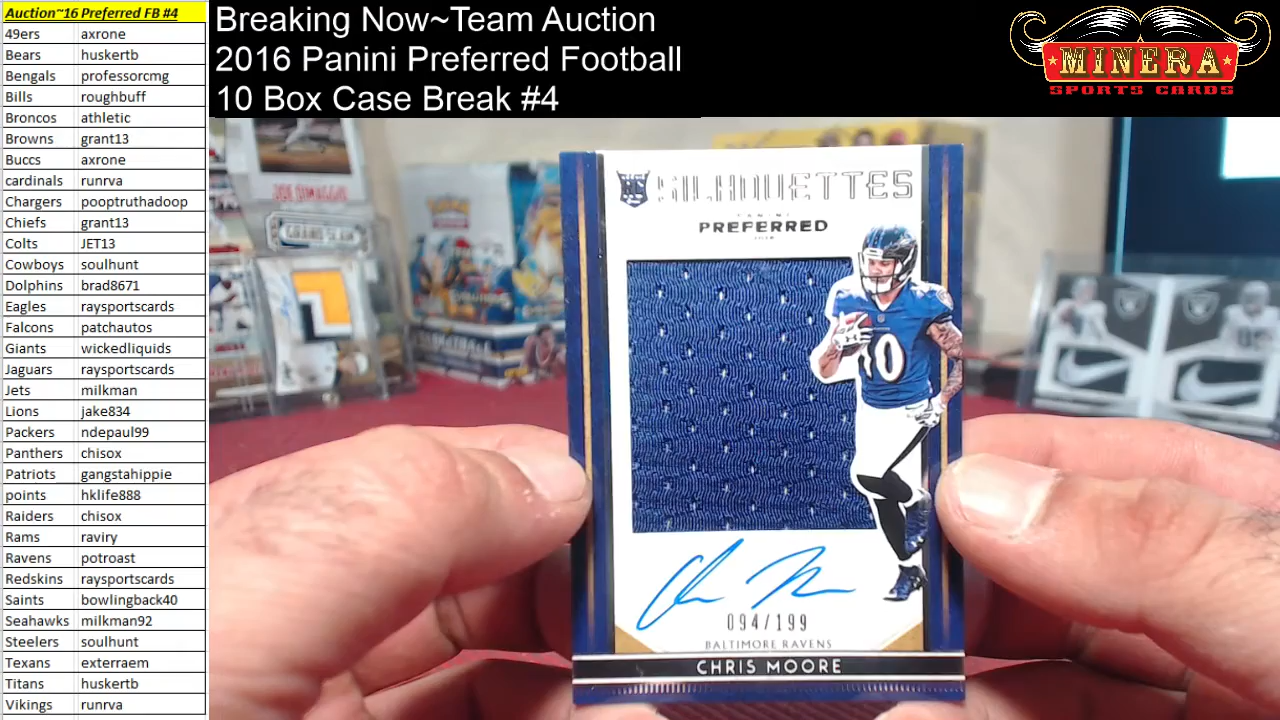 Auction~16 Preferred FB #4
49ers axrone
Bears huskertb
Bengals professorcmg
Bills roughbuff
Broncos athletic
Browns grant13
Buccs axrone
cardinals runrva
Chargers pooptruthadoop
Chiefs grant13
Colts JET13
Cowboys soulhunt
Dolphins brad8671
Eagles raysportscards
Falcons patchautos
Giants wickedliquids
Jaguars raysportscards
Jets milkman
Lions jake834
Packers ndepaul99
Panthers chisox
Patriots gangstahippie
points hklife888
Raiders chisox
Rams raviry
Ravens potroast
Redskins raysportscards
Saints bowlingback40
Seahawks milkman92
Steelers soulhunt
Texans exterraem
Titans huskertb
Vikings runrva
Breaking Now~Team Auction
2016 Panini Preferred Football
10 Box Case Break #4
MINERA
SPORTS CARDS
GRAND SLAM
RC
SILHOUETTES
PANINI
PREFERRED
2016
10
094/199
BALTIMORE RAVENS
CHRIS MOORE